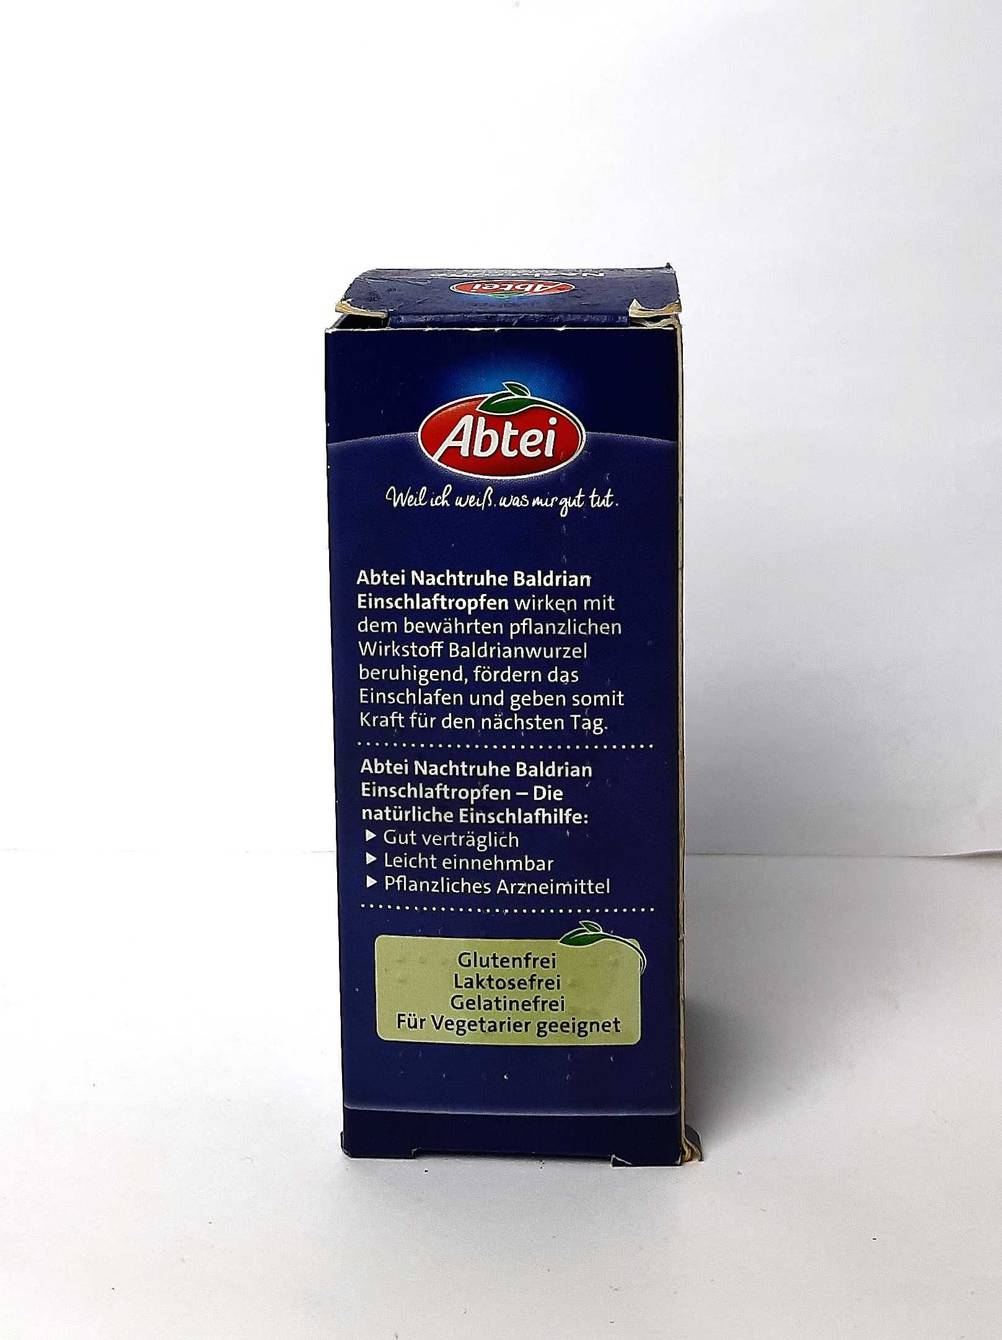 Abtei
Abtei
Weil ich weiß, was mir gut tut.
Abtei Nachtruhe Baldrian
Einschlaftropfen wirken mit
dem bewährten pflanzlichen
Wirkstoff Baldrianwurzel
beruhigend, fördern das
Einschlafen und geben somit
Kraft für den nächsten Tag.
Abtei Nachtruhe Baldrian
Einschlaftropfen – Die
natürliche Einschlafhilfe:
Gut verträglich
Leicht einnehmbar
Pflanzliches Arzneimittel
Glutenfrei
Laktosefrei
Gelatinefrei
Für Vegetarier geeignet